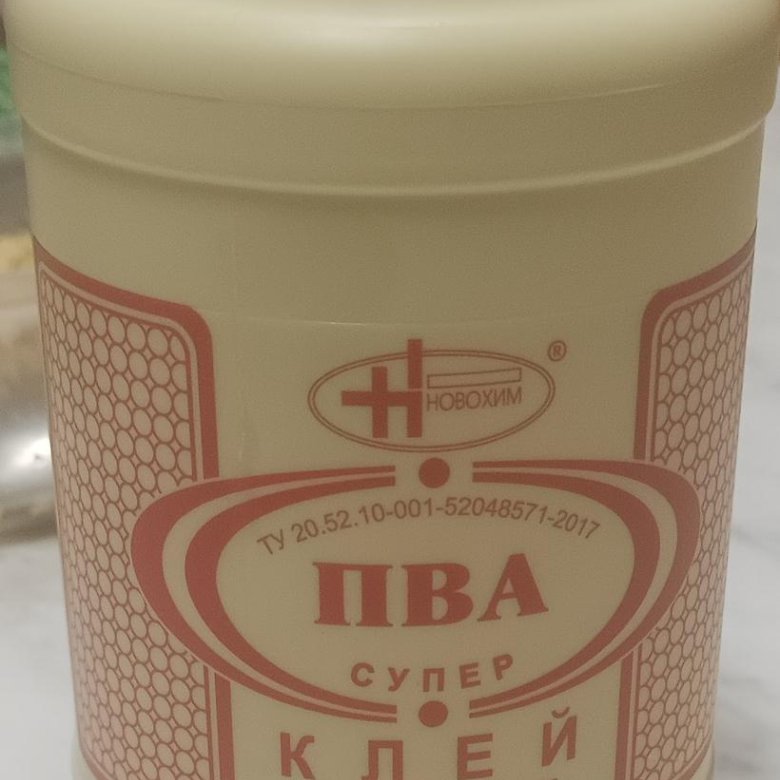 ®
НОВОХИМ
ТУ 20.52.10-001-52048571-2017
ПВА
СУПЕР
КЛЕЙ